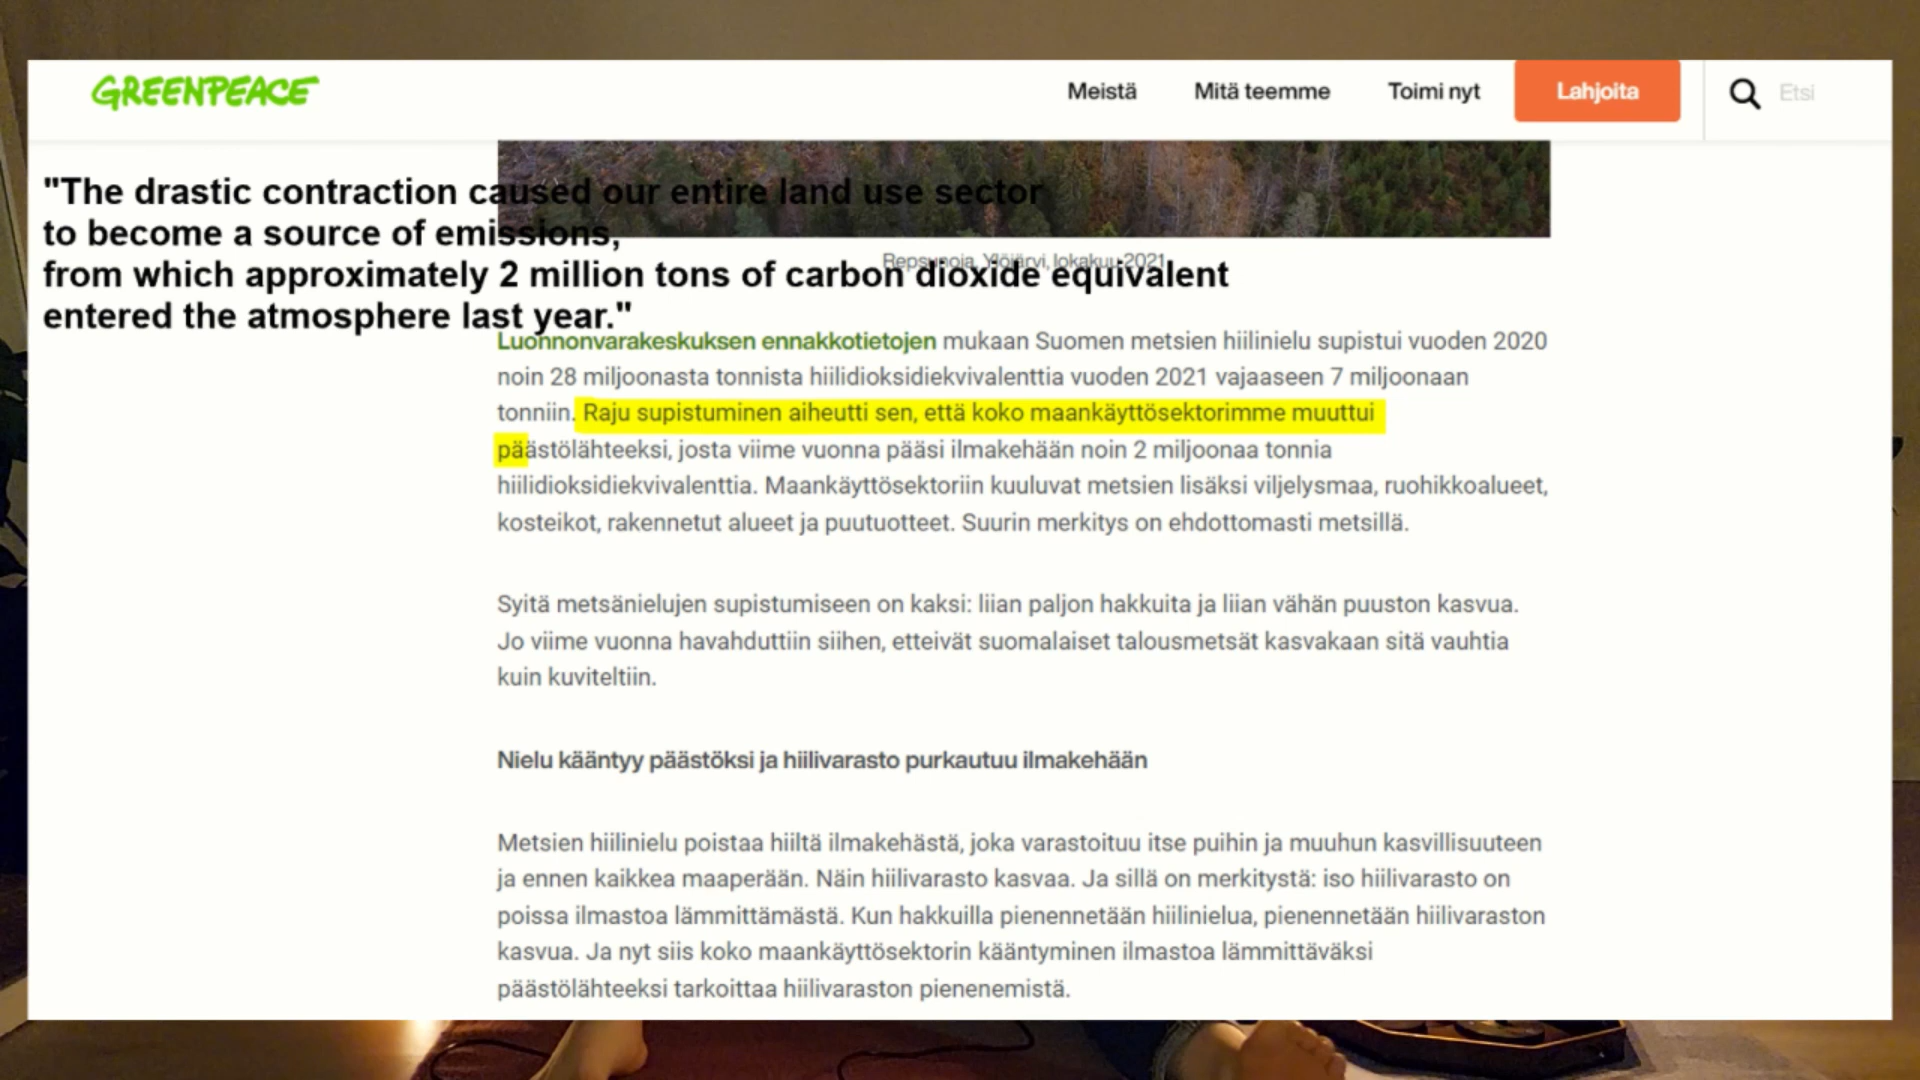 GREENPEACE
Meistä
Mitä teemme
Toimi nyt
Lahjoita
Etsi
"The drastic contraction caused our entire land use sector
to become a source of emissions,
from which approximately 2 million tons of carbon dioxide equivalent
entered the atmosphere last year."
Repsunoja, Ylöjärvi, lokakuu 2021
Luonnonvarakeskuksen ennakkotietojen mukaan Suomen metsien hiilinielu supistui vuoden 2020
noin 28 miljoonasta tonnista hiilidioksidiekvivalenttia vuoden 2021 vajaaseen 7 miljoonaan
tonniin. Raju supistuminen aiheutti sen, että koko maankäyttösektorimme muuttui
päästölähteeksi, josta viime vuonna pääsi ilmakehään noin 2 miljoonaa tonnia
hiilidioksidiekvivalenttia. Maankäyttösektoriin kuuluvat metsien lisäksi viljelysmaa, ruohikkoalueet,
kosteikot, rakennetut alueet ja puutuotteet. Suurin merkitys on ehdottomasti metsillä.
Syitä metsänielujen supistumiseen on kaksi: liian paljon hakkuita ja liian vähän puuston kasvua.
Jo viime vuonna havahduttiin siihen, etteivät suomalaiset talousmetsät kasvakaan sitä vauhtia
kuin kuviteltiin.
Nielu kääntyy päästöksi ja hiilivarasto purkautuu ilmakehään
Metsien hiilinielu poistaa hiiltä ilmakehästä, joka varastoituu itse puihin ja muuhun kasvillisuuteen
ja ennen kaikkea maaperään. Näin hiilivarasto kasvaa. Ja sillä on merkitystä: iso hiilivarasto on
poissa ilmastoa lämmittämästä. Kun hakkuilla pienennetään hiilinielua, pienennetään hiilivaraston
kasvua. Ja nyt siis koko maankäyttösektorin kääntyminen ilmastoa lämmittäväksi
päästölähteeksi tarkoittaa hiilivaraston pienenemistä.